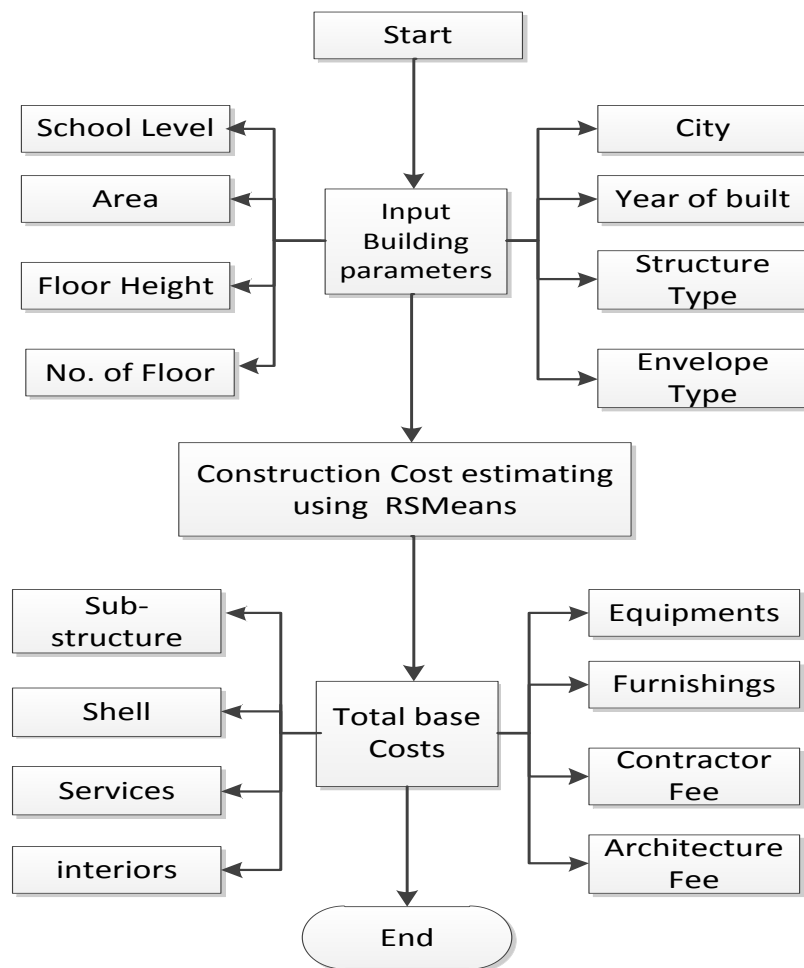 Start
School Level
Area
Floor Height
No. of Floor
Input
Building
parameters
City
Year of built
Structure
Type
Envelope
Type
Construction Cost estimating
using RSMeans
Sub-
structure
Shell
Services
interiors
Total base
Costs
Equipments
Furnishings
Contractor
Fee
Architecture
Fee
End